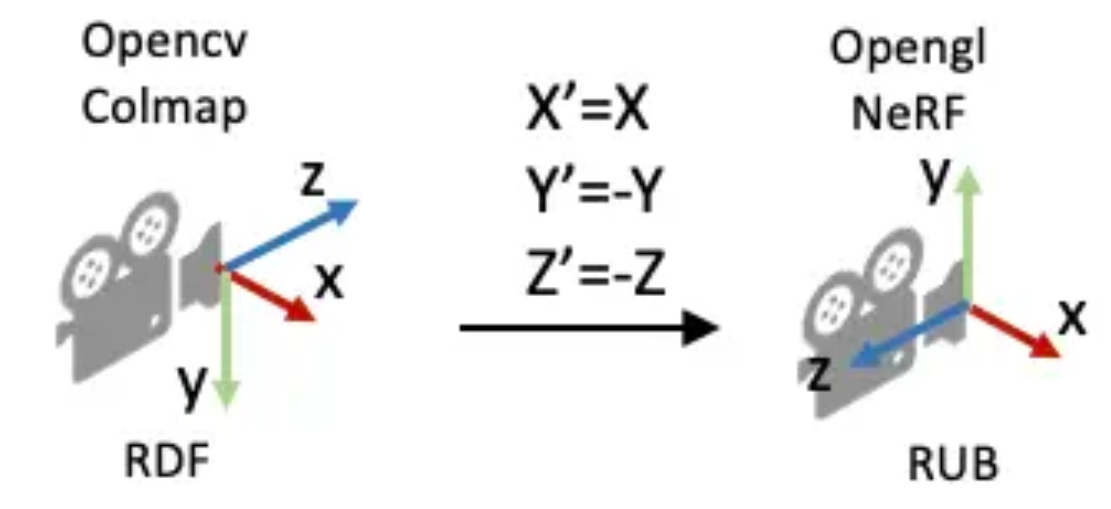 Opencv
Colmap
z
x
y
RDF
X’=X
Y’=-Y
Z’=-Z
Opengl
NeRF
y
x
z
RUB